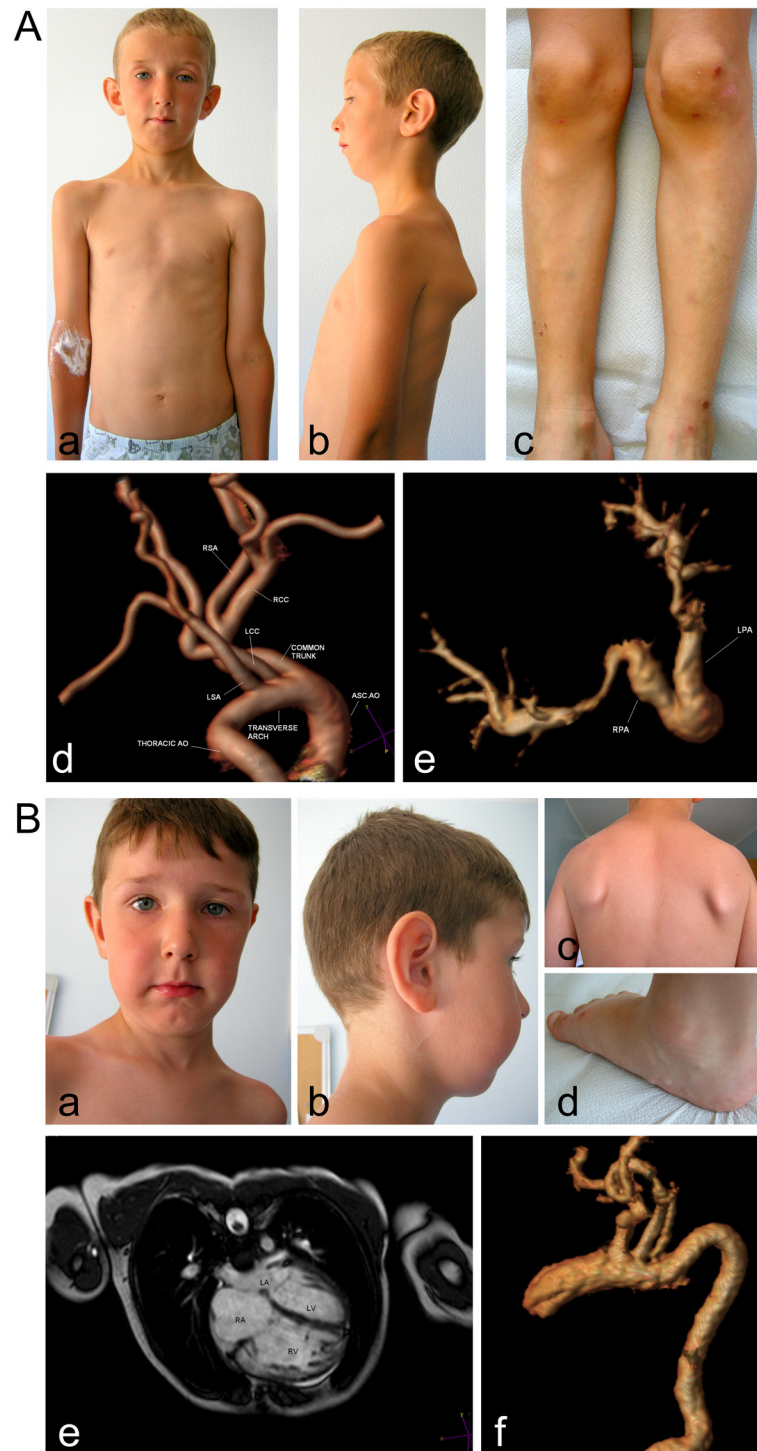 A
a
b
c
RSA
RCC
LCC
COMMON
TRUNK
LSA
ASC.AO
TRANSVERSE
ARCH
THORACIC AO
d
LPA
RPA
e
B
a
b
c
d
LA
LV
RA
RV
e
f